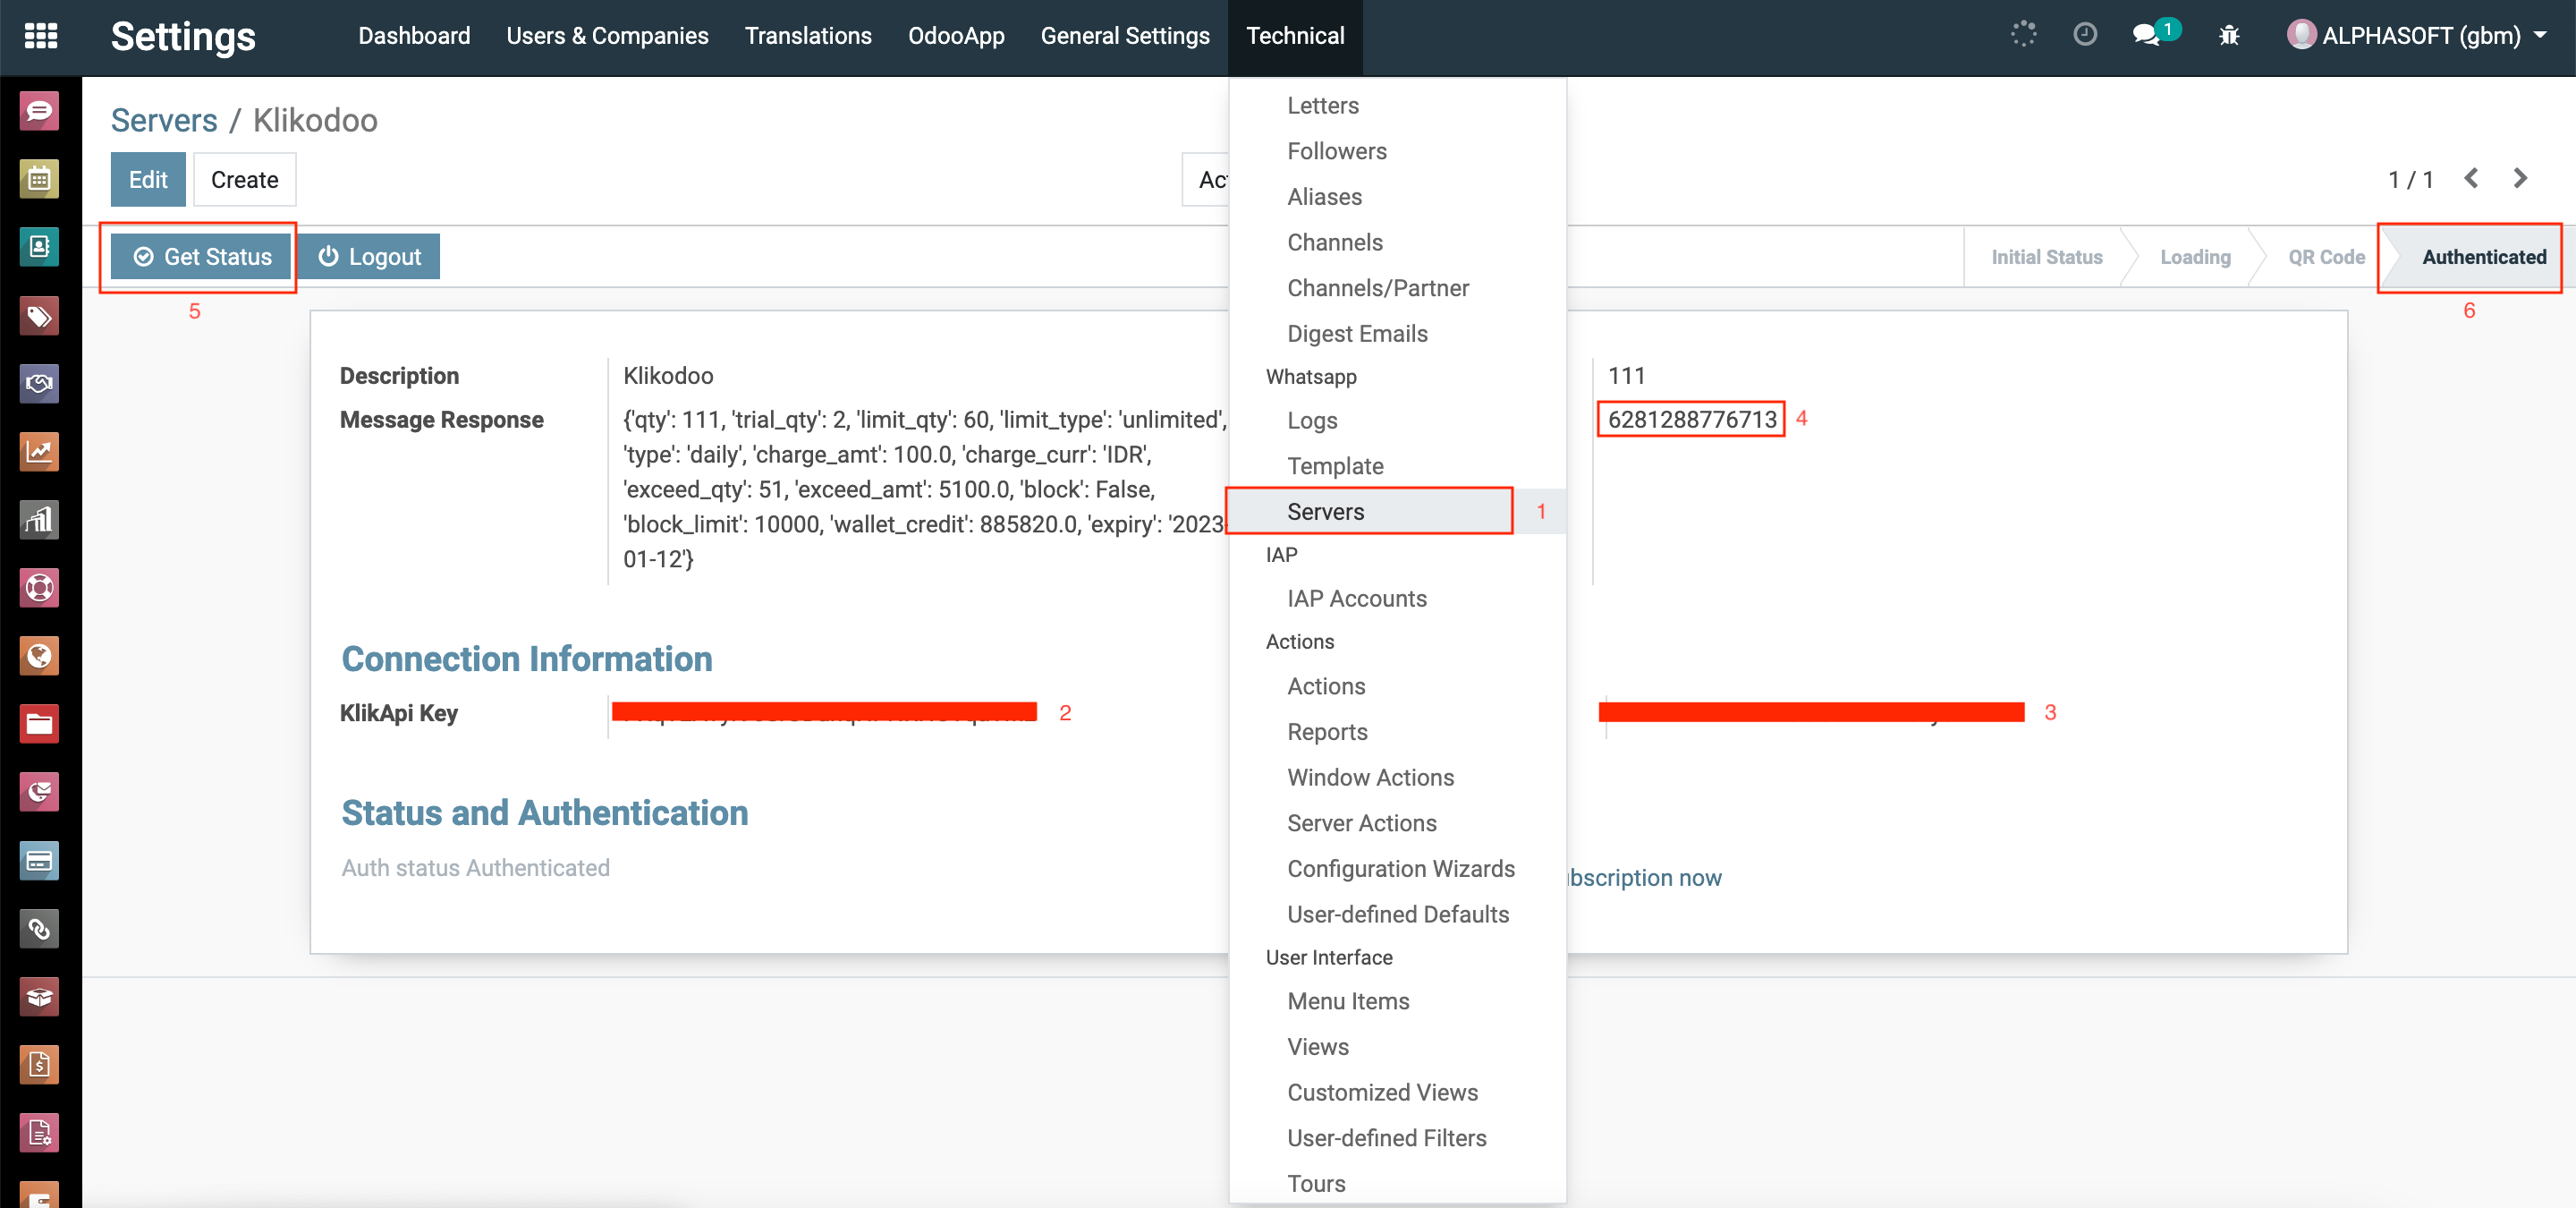 Settings Dashboard Users & Companies Translations OdooApp General Settings Technical 1 ALPHASOFT (gbm)
Servers / Klikodoo
Edit Create 1 / 1
Get Status Logout Initial Status Loading QR Code Authenticated
5
6
Description Klikodoo 111
Message Response {'qty': 111, 'trial_qty': 2, 'limit_qty': 60, 'limit_type': 'unlimited', 6281288776713 4
'type': 'daily', 'charge_amt': 100.0, 'charge_curr': 'IDR',
'exceed_qty': 51, 'exceed_amt': 5100.0, 'block': False,
'block_limit': 10000, 'wallet_credit': 885820.0, 'expiry': '2023-
01-12'}
Connection Information
KlikApi Key 2 3
Status and Authentication
Auth status Authenticated
bscription now
Letters
Followers
Aliases
Channels
Channels/Partner
Digest Emails
Whatsapp
Logs
Template
Servers 1
IAP
IAP Accounts
Actions
Actions
Reports
Window Actions
Server Actions
Configuration Wizards
User-defined Defaults
User Interface
Menu Items
Views
Customized Views
User-defined Filters
Tours